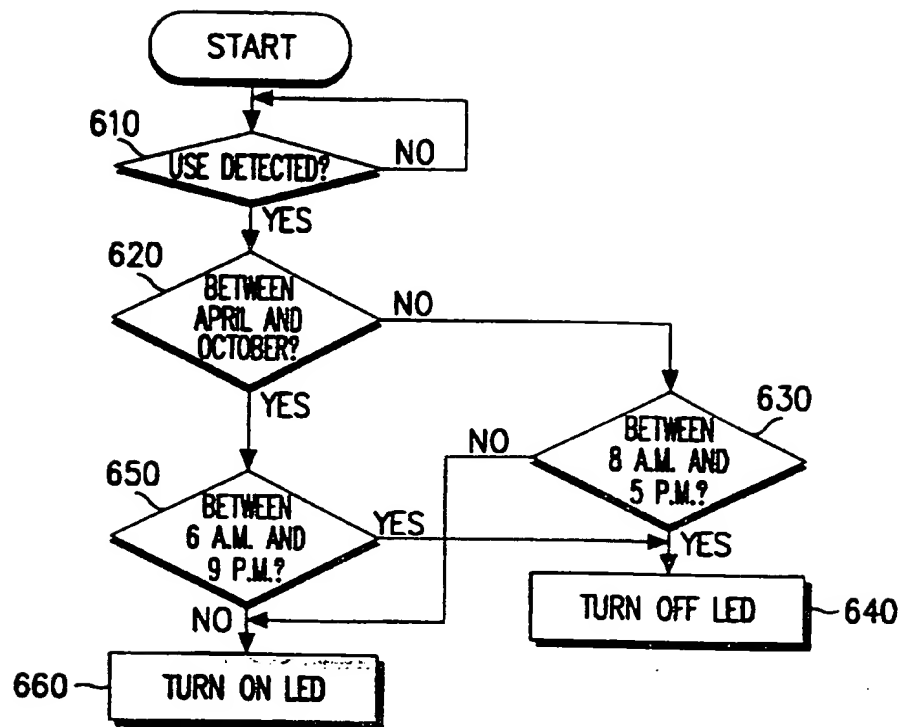 START
610
USE DETECTED?
NO
YES
620
BETWEEN
APRIL AND
OCTOBER?
NO
YES
630
BETWEEN
8 A.M. AND
5 P.M.?
NO
YES
650
BETWEEN
6 A.M. AND
9 P.M.?
YES
NO
TURN OFF LED
640
660
TURN ON LED